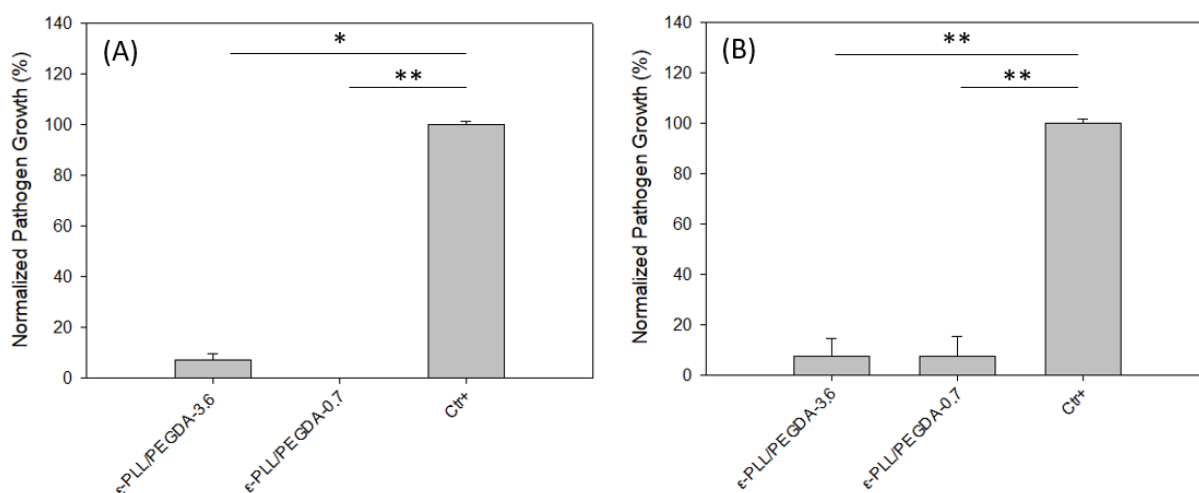 (A)
*
**
Normalized Pathogen Growth (%)
140
120
100
80
60
40
20
0
ε-PLL/PEGDA-3.6
ε-PLL/PEGDA-0.7
Ctr+
(B)
**
**
Normalized Pathogen Growth (%)
140
120
100
80
60
40
20
0
ε-PLL/PEGDA-3.6
ε-PLL/PEGDA-0.7
Ctr+